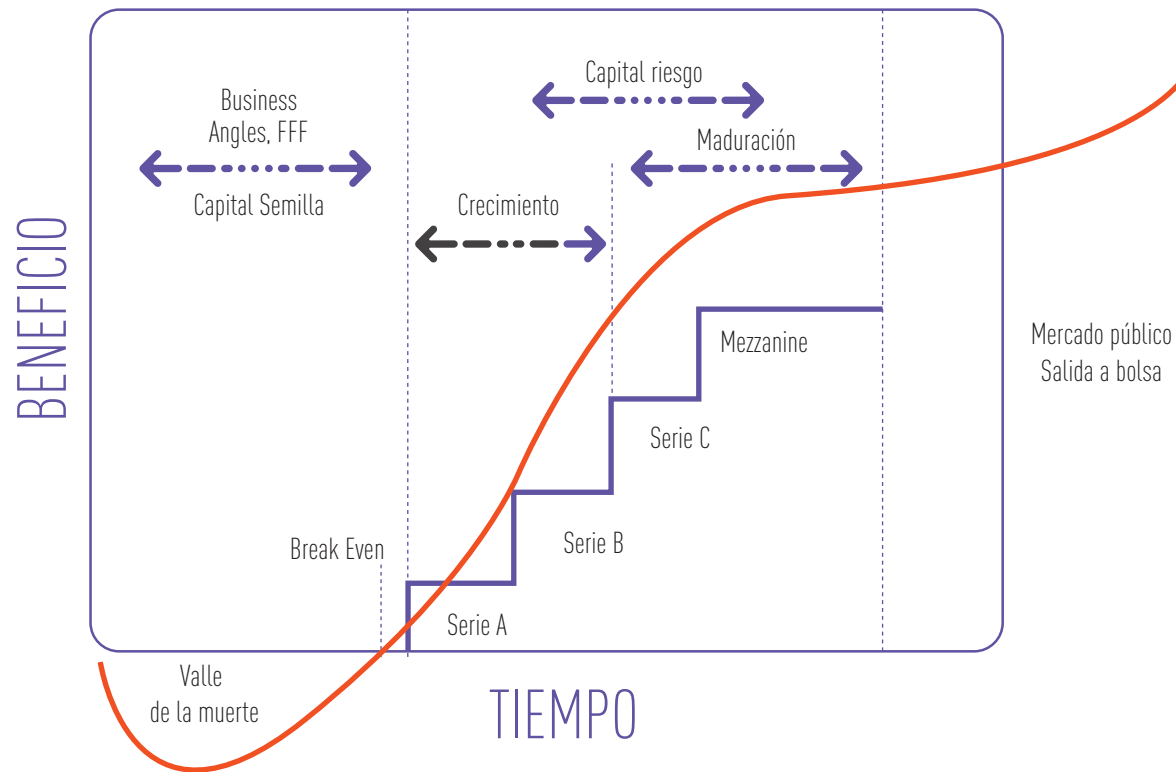 Capital riesgo
Business
Angles, FFF
Maduración
Capital Semilla
Crecimiento
BENEFICIO
Mezzanine
Mercado público
Salida a bolsa
Serie C
Serie B
Break Even
Serie A
Valle
de la muerte
TIEMPO